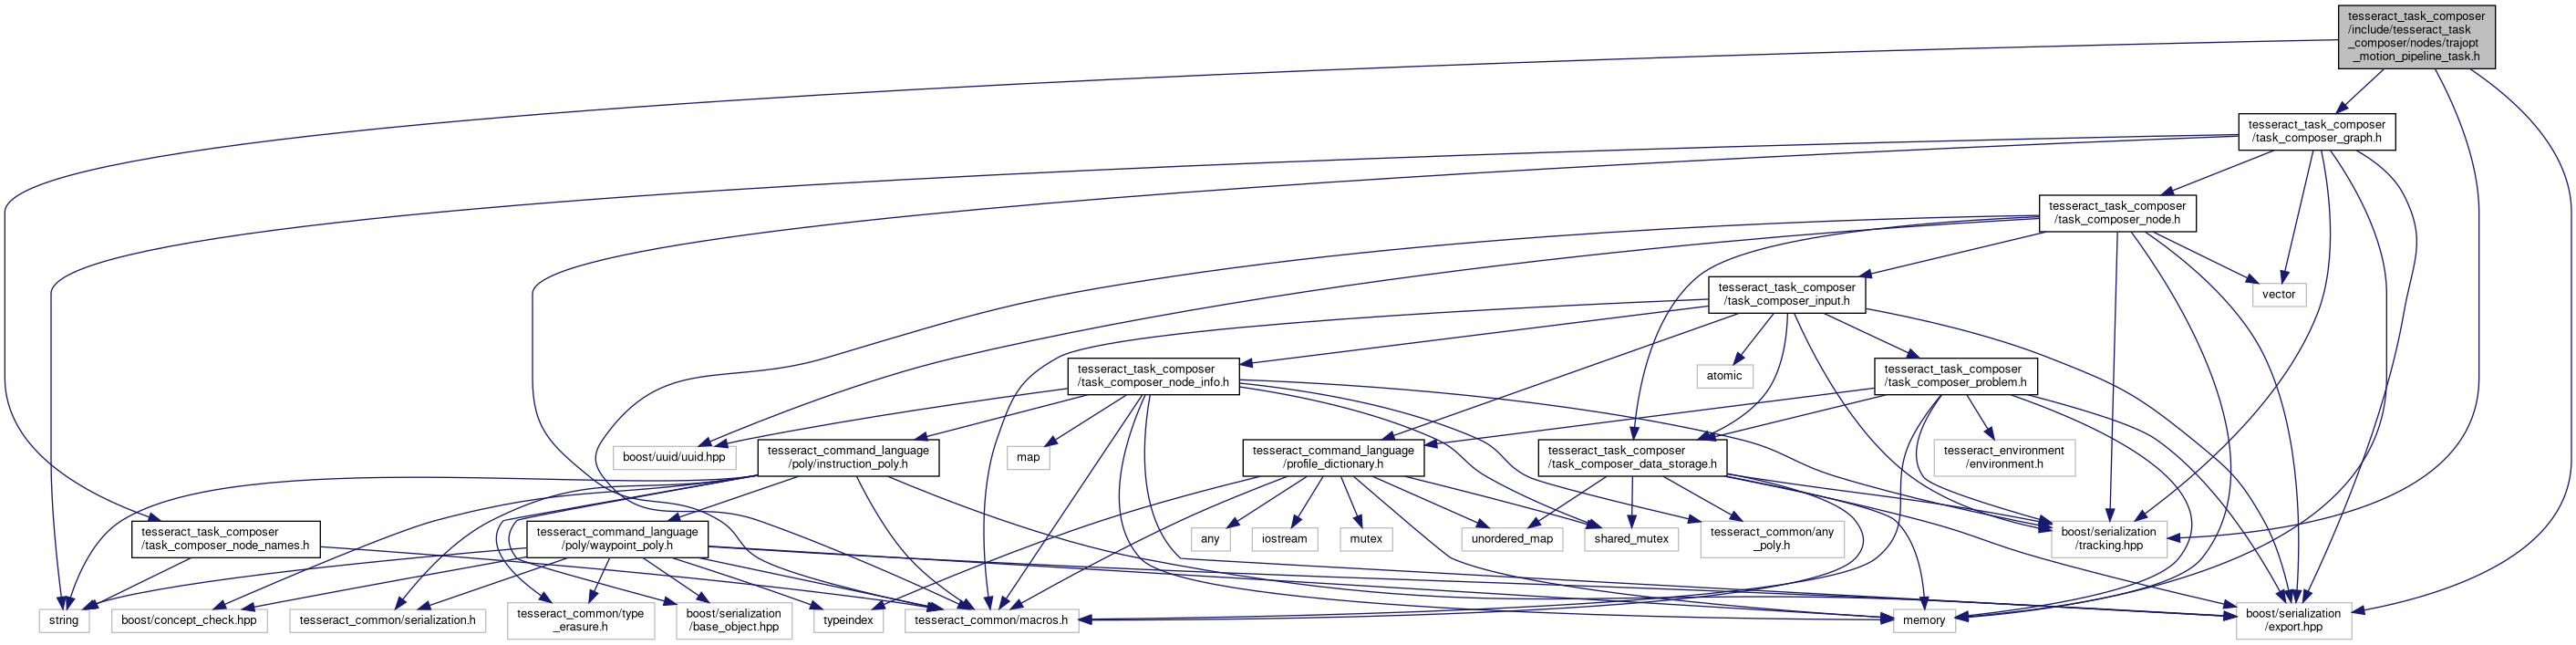 tesseract_task_composer
/include/tesseract_task
_composer/nodes/trajopt
_motion_pipeline_task.h
tesseract_task_composer
/task_composer_graph.h
tesseract_task_composer
/task_composer_node.h
vector
tesseract_task_composer
/task_composer_input.h
atomic
tesseract_task_composer
/task_composer_node_info.h
tesseract_task_composer
/task_composer_problem.h
boost/uuid/uuid.hpp
tesseract_command_language
/poly/instruction_poly.h
map
tesseract_command_language
/profile_dictionary.h
tesseract_task_composer
/task_composer_data_storage.h
tesseract_environment
/environment.h
tesseract_task_composer
/task_composer_node_names.h
tesseract_command_language
/poly/waypoint_poly.h
any
iostream
mutex
unordered_map
shared_mutex
tesseract_common/any
_poly.h
boost/serialization
/tracking.hpp
string
boost/concept_check.hpp
tesseract_common/serialization.h
tesseract_common/type
_erasure.h
boost/serialization
/base_object.hpp
typeindex
tesseract_common/macros.h
memory
boost/serialization
/export.hpp